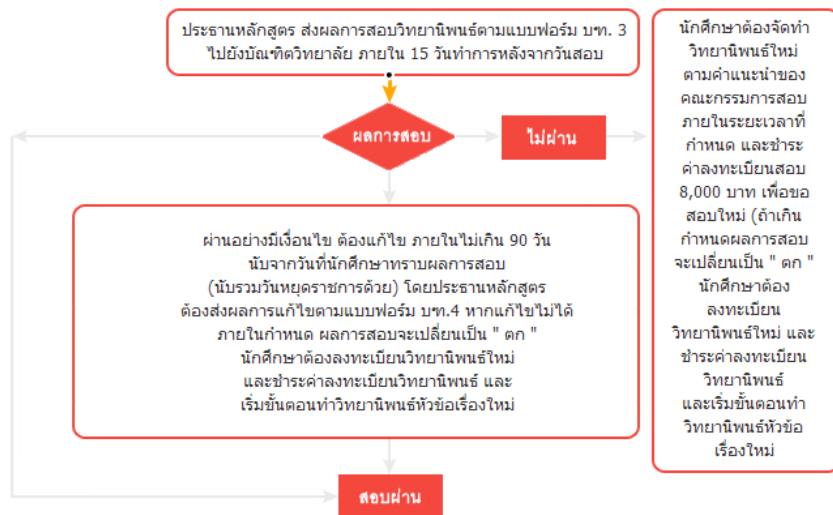 ประธานหลักสูตร ส่งผลการสอบวิทยานิพนธ์ตามแบบฟอร์ม บฑ. 3
ไปยังบัณฑิตวิทยาลัย ภายใน 15 วันทำการหลังจากวันสอบ
ผลการสอบ
ไม่ผ่าน
นักศึกษาต้องจัดทำ
วิทยานิพนธ์ใหม่
ตามคำแนะนำของ
คณะกรรมการสอบ
ภายในระยะเวลาที่
กำหนด และชำระ
ค่าลงทะเบียนสอบ
8,000 บาท เพื่อขอ
สอบใหม่ (ถ้าเกิน
กำหนดผลการสอบ
จะเปลี่ยนเป็น " ตก "
นักศึกษาต้อง
ลงทะเบียน
วิทยานิพนธ์ใหม่ และ
ชำระค่าลงทะเบียน
วิทยานิพนธ์
และเริ่มขั้นตอนทำ
วิทยานิพนธ์หัวข้อ
เรื่องใหม่
ผ่านอย่างมีเงื่อนไข ต้องแก้ไข ภายในไม่เกิน 90 วัน
นับจากวันที่นักศึกษาทราบผลการสอบ
(นับรวมวันหยุดราชการด้วย) โดยประธานหลักสูตร
ต้องส่งผลการแก้ไขตามแบบฟอร์ม บฑ.4 หากแก้ไขไม่ได้
ภายในกำหนด ผลการสอบจะเปลี่ยนเป็น " ตก "
นักศึกษาต้องลงทะเบียนวิทยานิพนธ์ใหม่
และชำระค่าลงทะเบียนวิทยานิพนธ์ และ
เริ่มขั้นตอนทำวิทยานิพนธ์หัวข้อเรื่องใหม่
สอบผ่าน